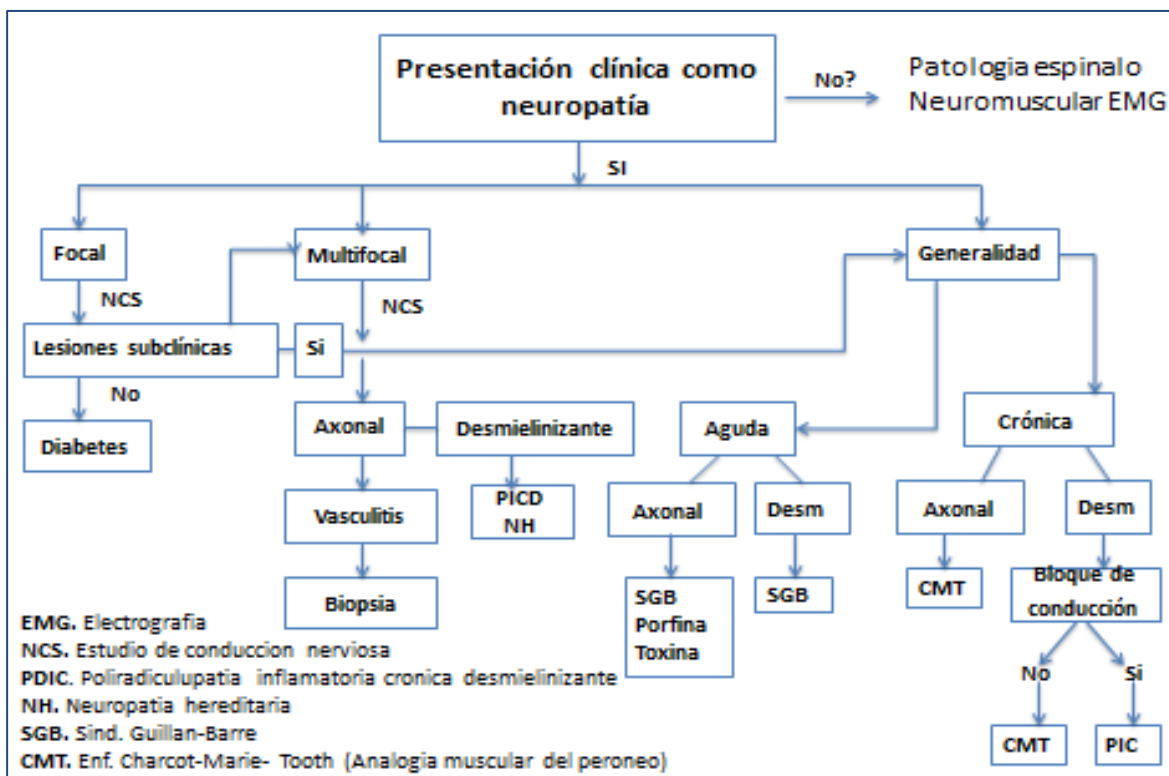 Presentación clínica como
neuropatía
No?
Patologia espinalo
Neuromuscular EMG
SI
Focal
Multifocal
Generalidad
NCS
NCS
Lesiones subclínicas
Si
No
Diabetes
Axonal
Desmielinizante
Aguda
Crónica
Vasculitis
PICD
NH
Axonal
Desm
Axonal
Desm
Biopsia
SGB
Porfina
Toxina
SGB
CMT
Bloque de
conducción
No
Si
CMT
PIC
EMG. Electrografia
NCS. Estudio de conduccion nerviosa
PDIC. Poliradiculupatia inflamatoria cronica desmielinizante
NH. Neuropatia hereditaria
SGB. Sind. Guillan-Barre
CMT. Enf. Charcot-Marie- Tooth (Analogia muscular del peroneo)